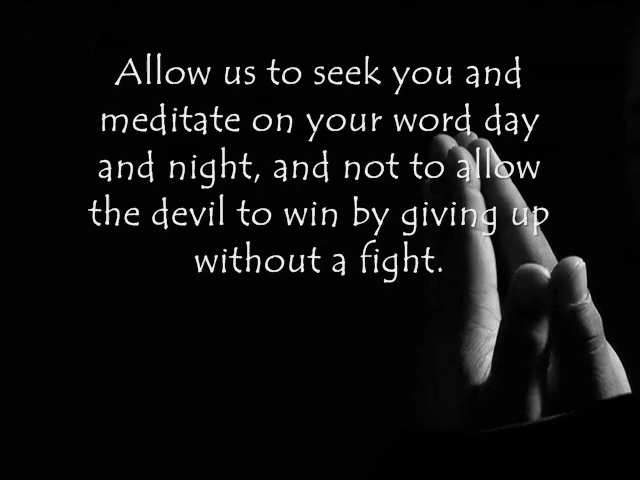 Allow us to seek you and
meditate on your word day
and night, and not to allow
the devil to win by giving up
without a fight.